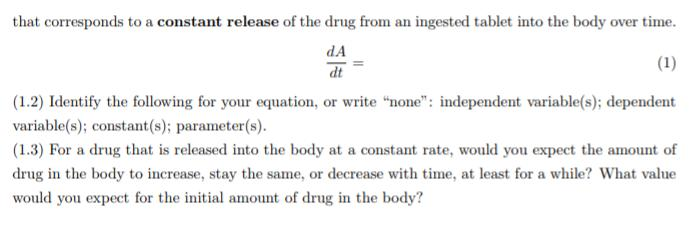 that corresponds to a constant release of the drug from an ingested tablet into the body over time.
dA/dt = (1)
(1.2) Identify the following for your equation, or write “none”: independent variable(s); dependent
variable(s); constant(s); parameter(s).
(1.3) For a drug that is released into the body at a constant rate, would you expect the amount of
drug in the body to increase, stay the same, or decrease with time, at least for a while? What value
would you expect for the initial amount of drug in the body?